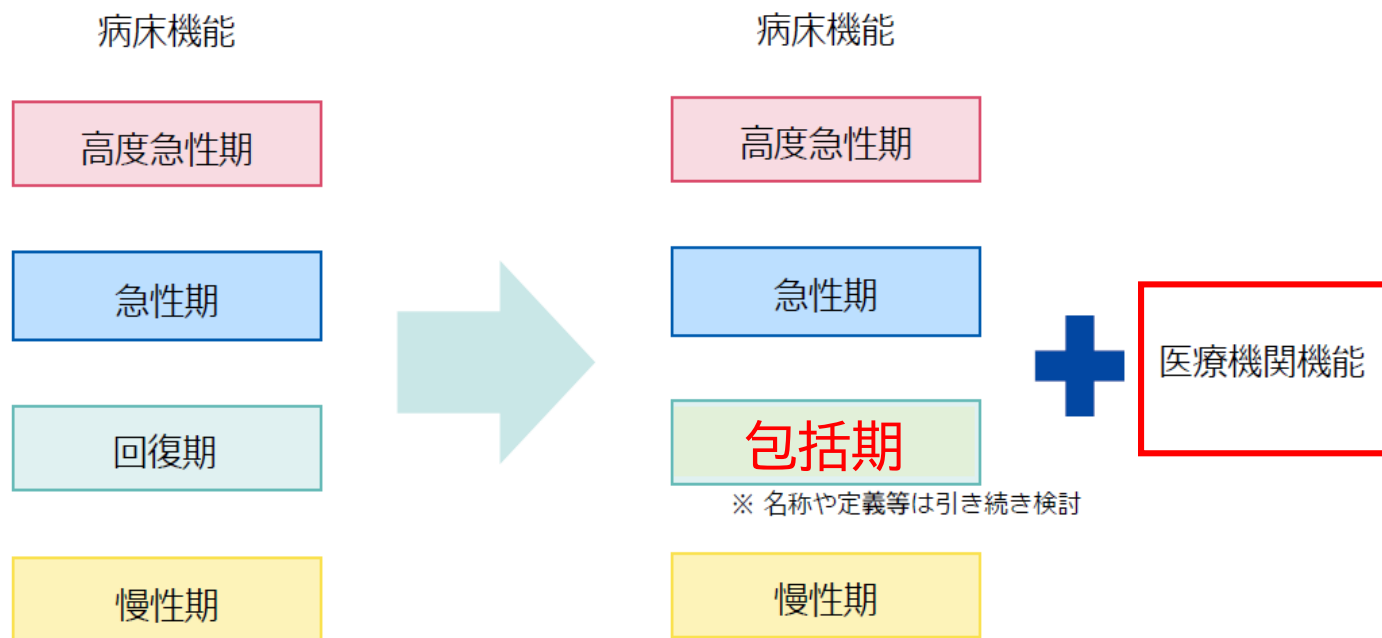 病床機能
高度急性期
急性期
回復期
慢性期
病床機能
高度急性期
急性期
包括期
※ 名称や定義等は引き続き検討
慢性期
医療機関機能